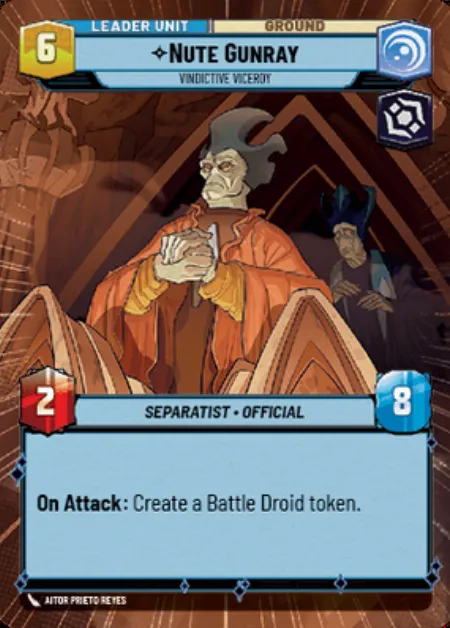 LEADER UNIT
GROUND
6
NUTE GUNRAY
VINDICTIVE VICEROY
2
SEPARATIST • OFFICIAL
8
On Attack: Create a Battle Droid token.
AITOR PRIETO REYES